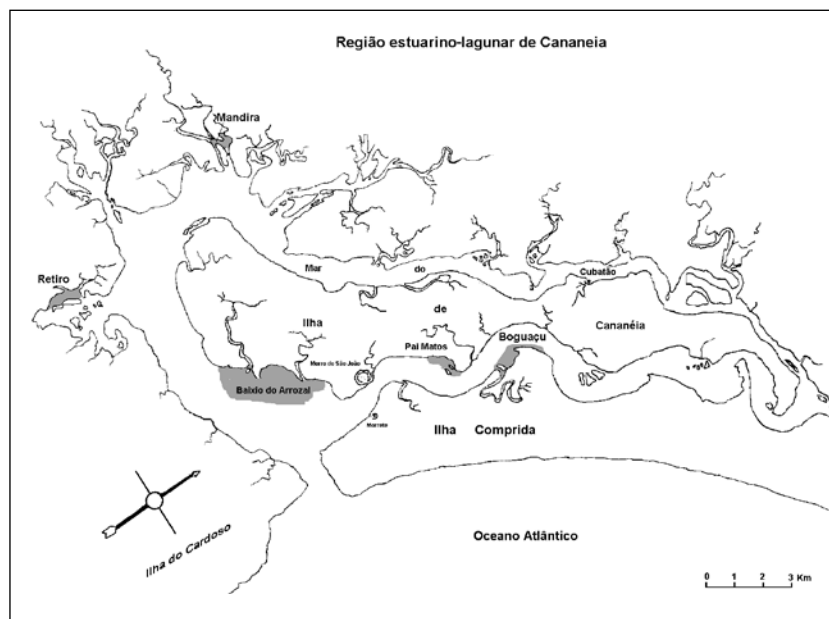 Região estuarino-lagunar de Cananeia
Mandira
Retiro
Mar do Cubatão
Ilha de Cananéia
Pai Matos
Boguaçu
Morro de São João
Baixio do Arrozal
Ilha Comprida
Ilha do Cardoso
Oceano Atlântico
0 1 2 3 Km